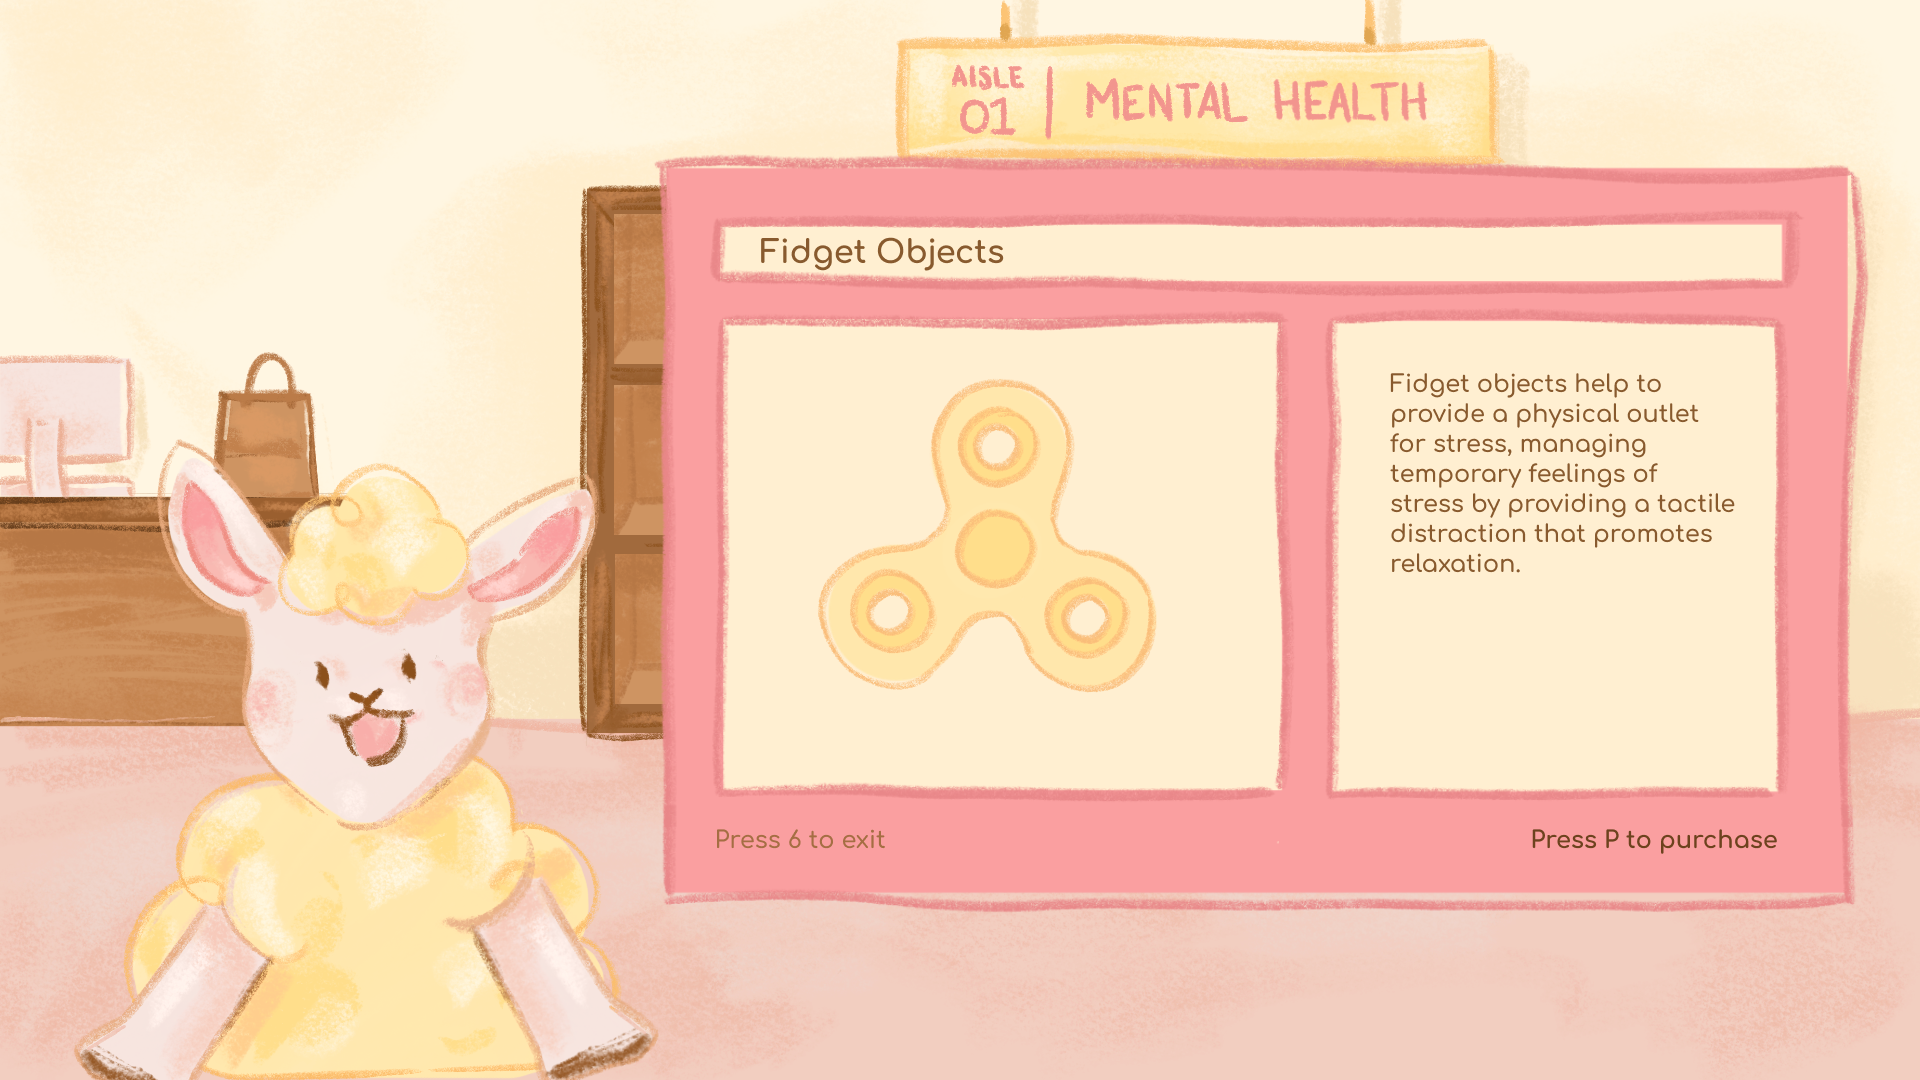 AISLE
01
MENTAL HEALTH
Fidget Objects
Fidget objects help to
provide a physical outlet
for stress, managing
temporary feelings of
stress by providing a tactile
distraction that promotes
relaxation.
Press 6 to exit
Press P to purchase